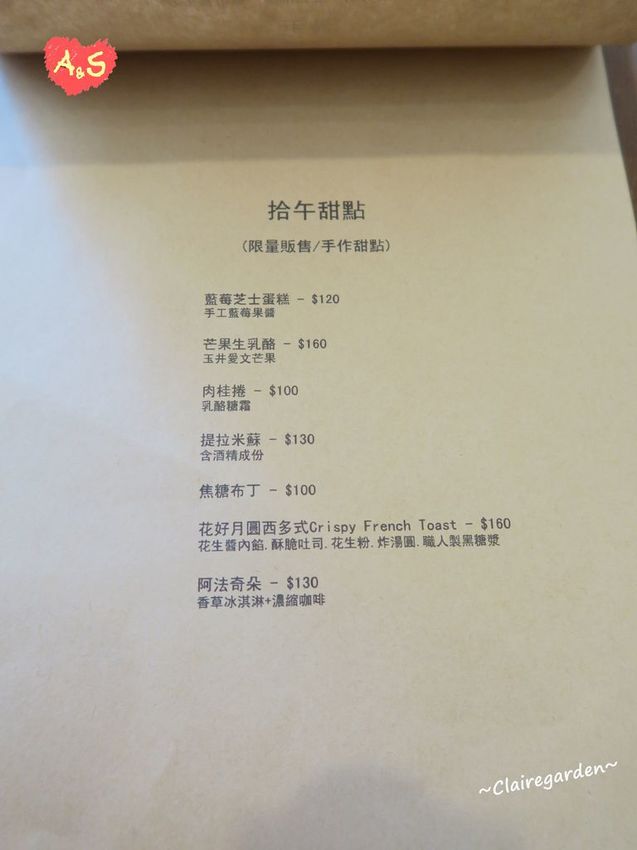 A&S
拾午甜點
(限量販售/手作甜點)
藍莓芝士蛋糕 - $120
手工藍莓果醬
芒果生乳酪 - $160
玉井愛文芒果
肉桂捲 - $100
乳酪糖霜
提拉米蘇 - $130
含酒精成份
焦糖布丁 - $100
花好月圓西多式Crispy French Toast - $160
花生醬內餡.酥脆吐司.花生粉.炸湯圓.職人製黑糖漿
阿法奇朵 - $130
香草冰淇淋+濃縮咖啡
~Clairegarden~